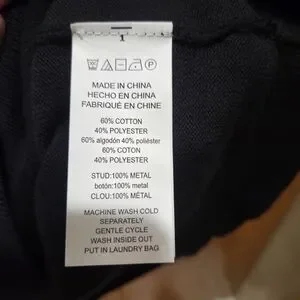 1
MADE IN CHINA
HECHO EN CHINA
FABRIQUÉ EN CHINE
60% COTTON
40% POLYESTER
60% algodón 40% poliéster
60% COTON
40% POLYESTER
STUD:100% METAL
botón:100% metal
CLOU:100% MÉTAL
MACHINE WASH COLD
SEPARATELY
GENTLE CYCLE
WASH INSIDE OUT
PUT IN LAUNDRY BAG